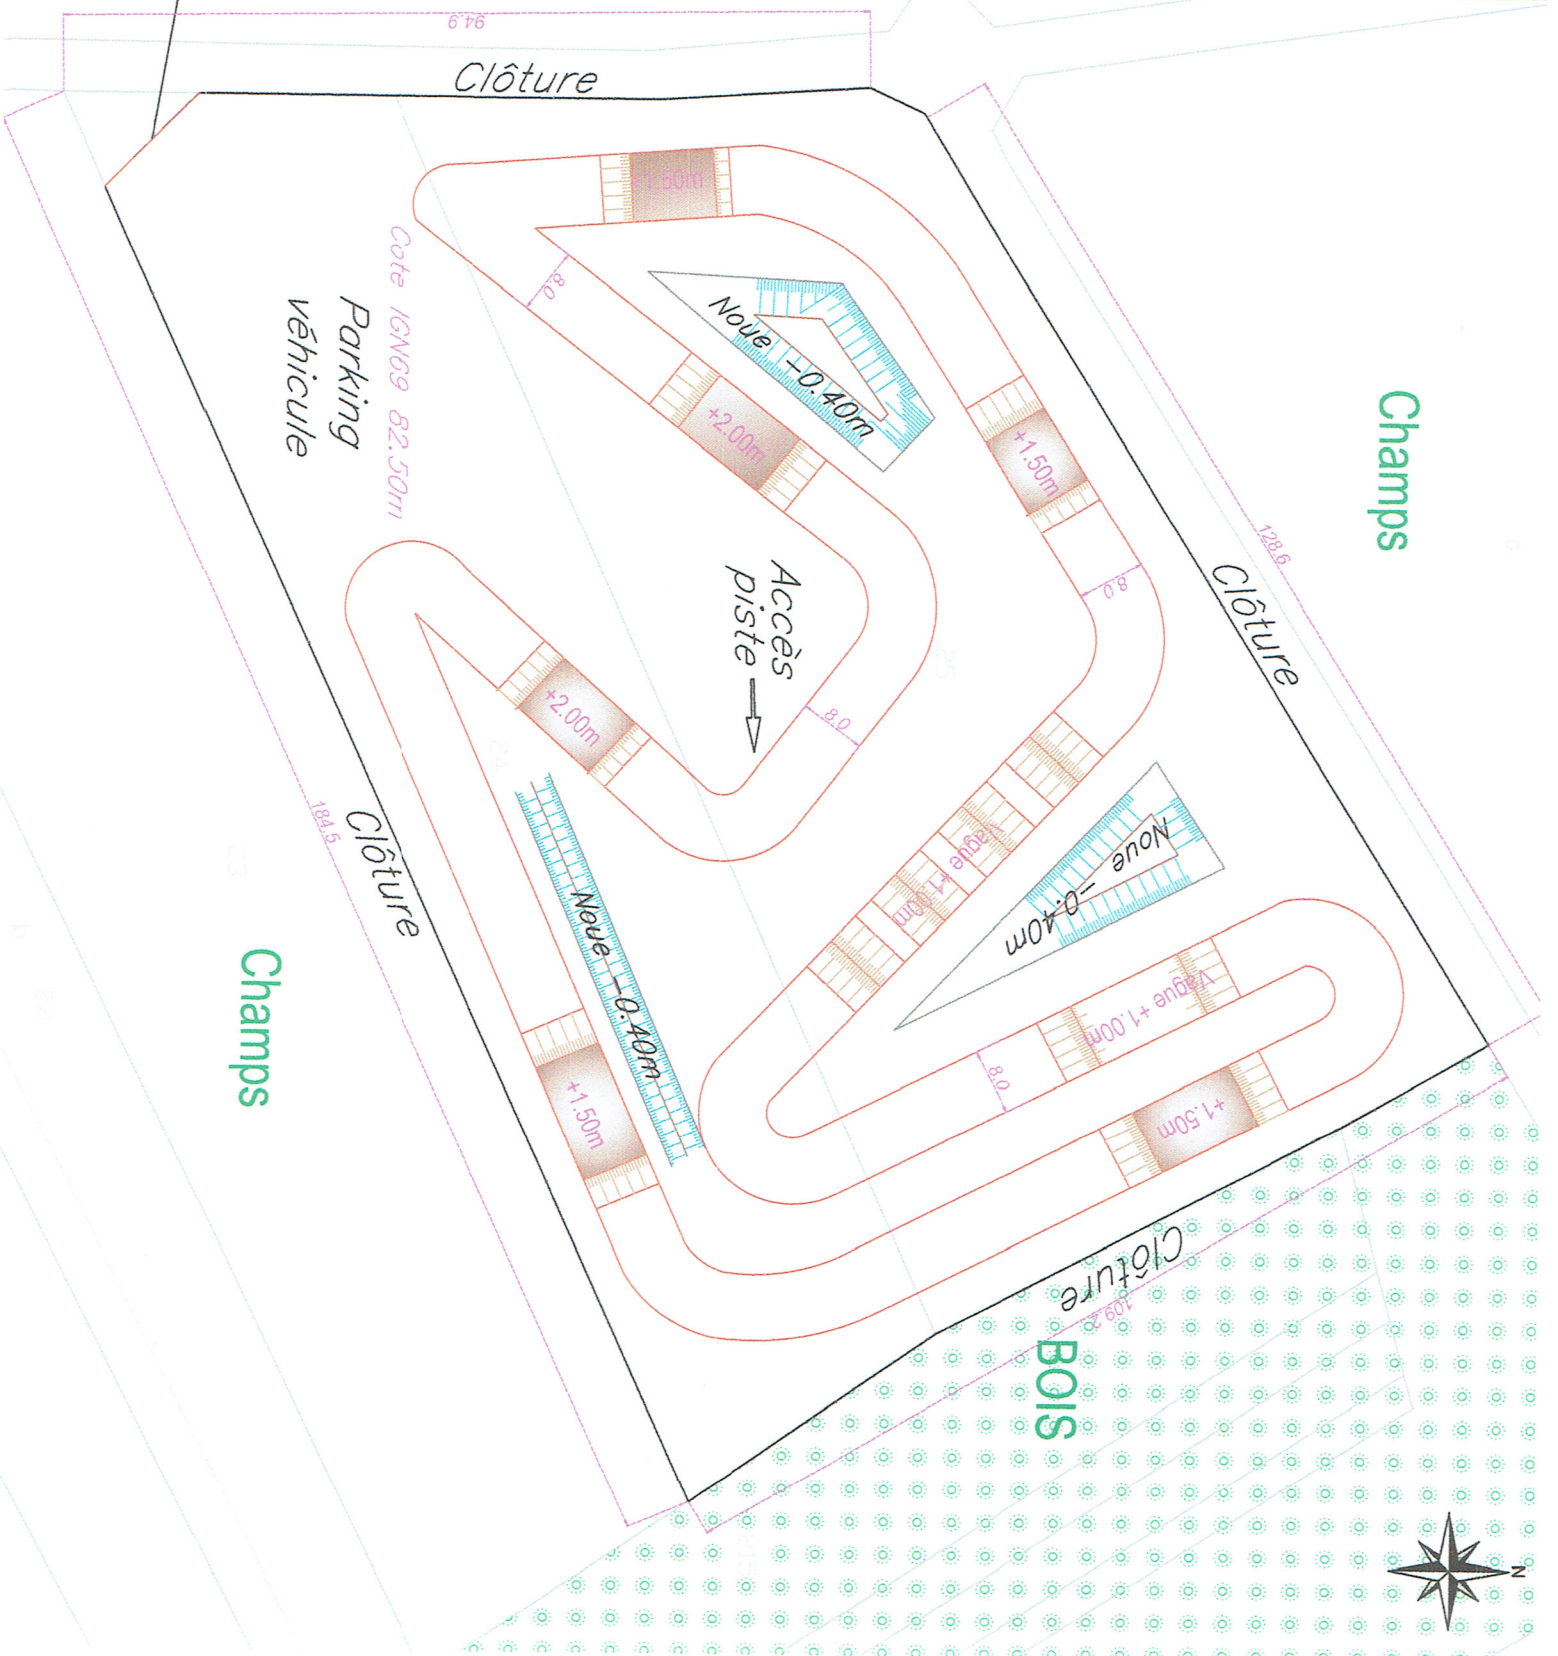 94.9
Clôture
+1.50m
8.0
Noue -0.40m
+2.00m
Cote IGN69 82.50m
Parking
véhicule
Champs
+1.50m
128.6
Clôture
8.0
Accés
piste
8.0
+2.00m
Vague +1.00m
Noue -0.40m
184.5
Clôture
Noue -0.40m
Champs
Vague +1.00m
8.0
+1.50m
+1.50m
Clôture
109.2
BOIS
N